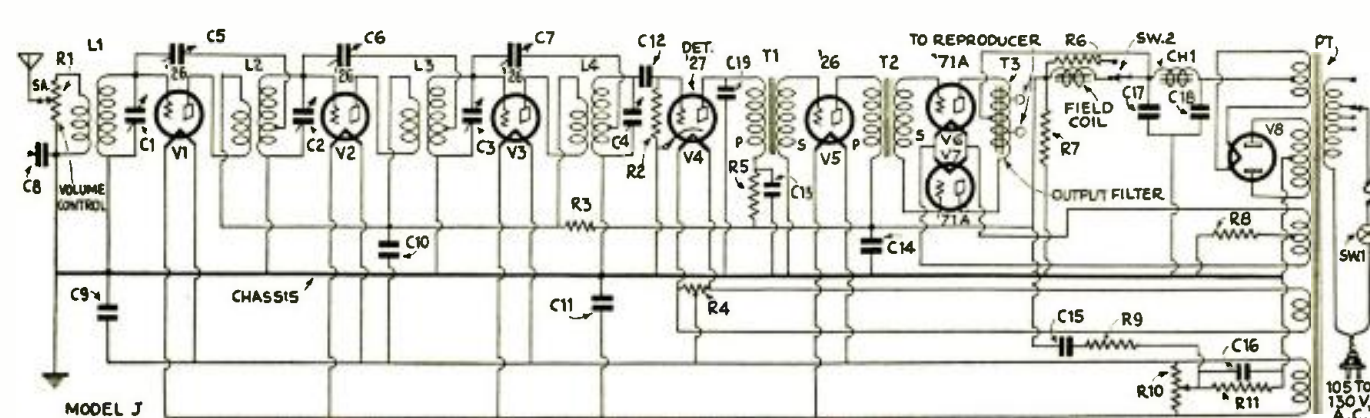 R1
L1
C5
C6
C7
C12
DET.
'27
C19
T1
'26
T2
TO REPRODUCER
'71A
T3
R6
SW.2
CH1
PT
SA.
'26
L2
'26
L3
'26
L4
C17
C18
FIELD
COIL
C1
V1
C2
V2
C3
V3
C4
R2
V4
P
S
V5
P
S
V6
V7
R7
V8
C8
VOLUME
CONTROL
R5
C13
'71A
OUTPUT FILTER
R3
C10
C14
R8
SW.1
C9
CHASSIS
C11
R4
C15
R9
C16
R10
R11
MODEL J
105 TO
130 V.
A.C.